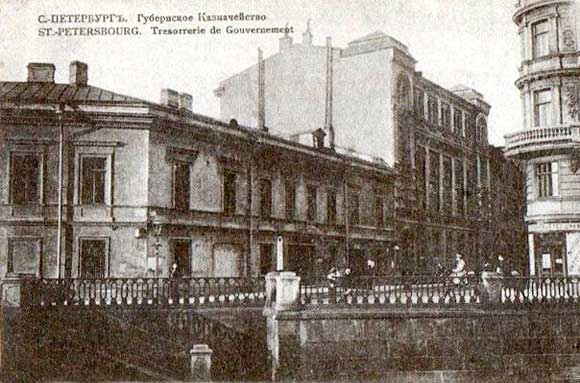 С.-ПЕТЕРБУРГЪ. Губернское Казначейство
ST.-PETERSBOURG. Tresorrerie de Gouvernement